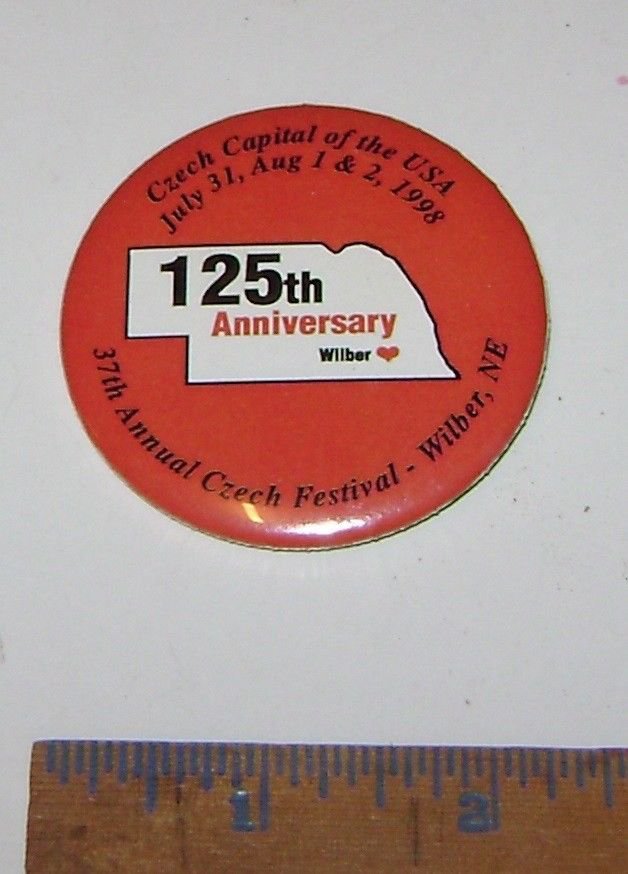 Czech Capital of the USA
July 31, Aug 1 & 2, 1998
125th
Anniversary
Wilber
37th Annual Czech Festival - Wilber, NE
1 2